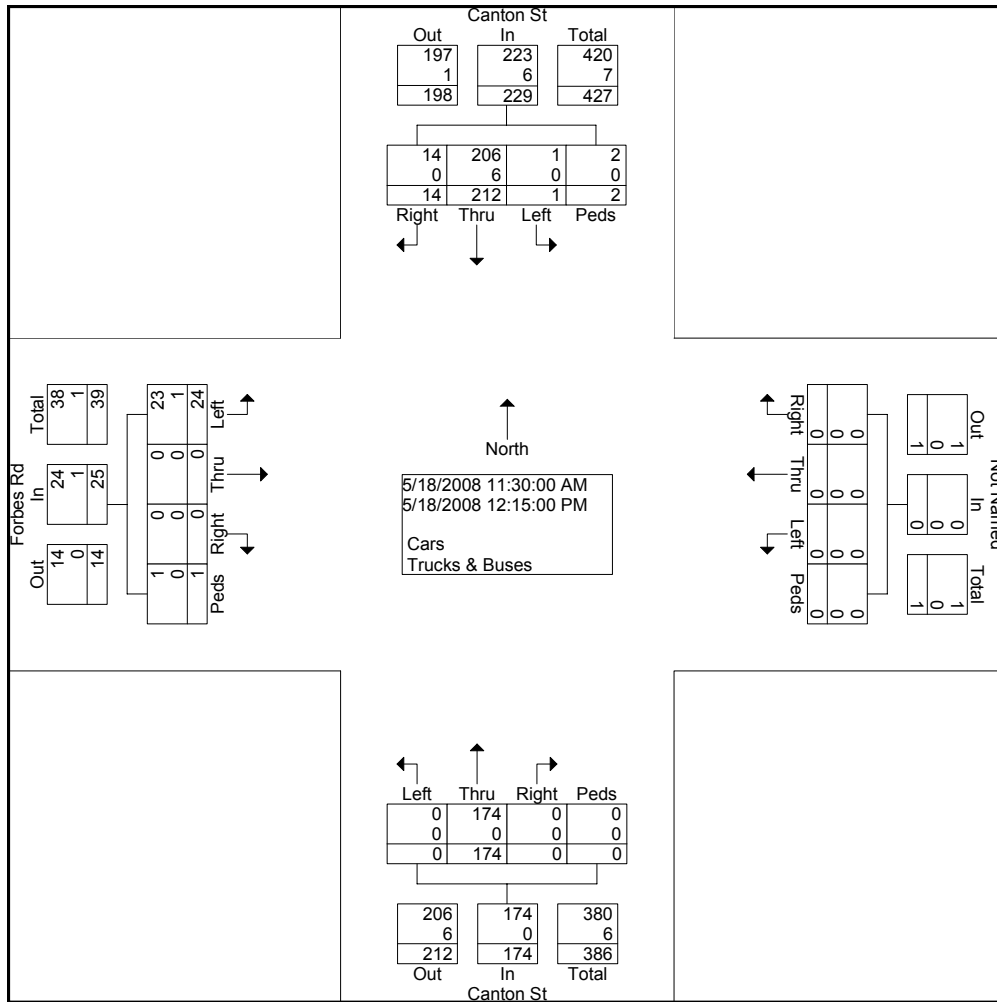 Canton St
Out In Total
197 223 420
1 6 7
198 229 427
14 206 1 2
0 6 0 0
14 212 1 2
Right Thru Left Peds
Forbes Rd
Total In Out
38 24 14
1 1 0
39 25 14
23 0 0 1
1 0 0 0
24 0 0 1
Left Thru Right Peds
North
5/18/2008 11:30:00 AM
5/18/2008 12:15:00 PM
Cars
Trucks & Buses
Right Thru Left Peds
0 0 0 0
0 0 0 0
0 0 0 0
Out In Total
1 0 1
0 0 0
1 0 1
Not Named
Left Thru Right Peds
0 174 0 0
0 0 0 0
0 174 0 0
206 174 380
6 0 6
212 174 386
Out In Total
Canton St